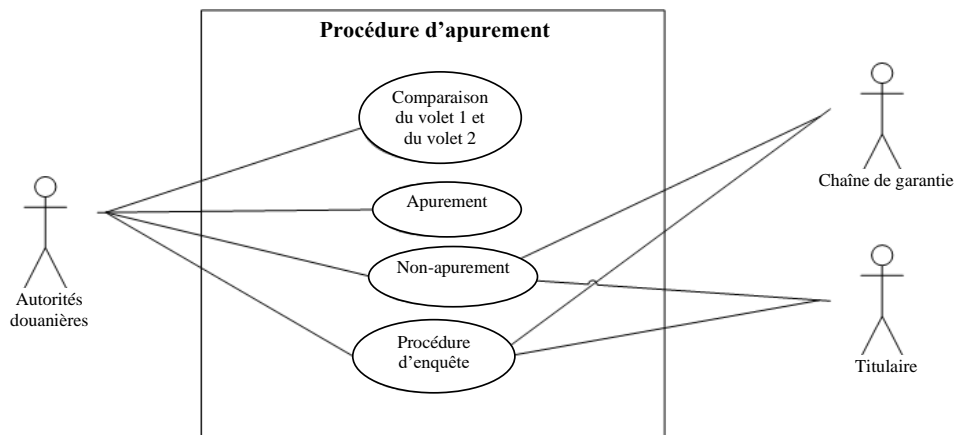 Procédure d’apurement
Comparaison
du volet 1 et
du volet 2
Chaîne de garantie
Apurement
Non-apurement
Autorités
douanières
Procédure
d’enquête
Titulaire